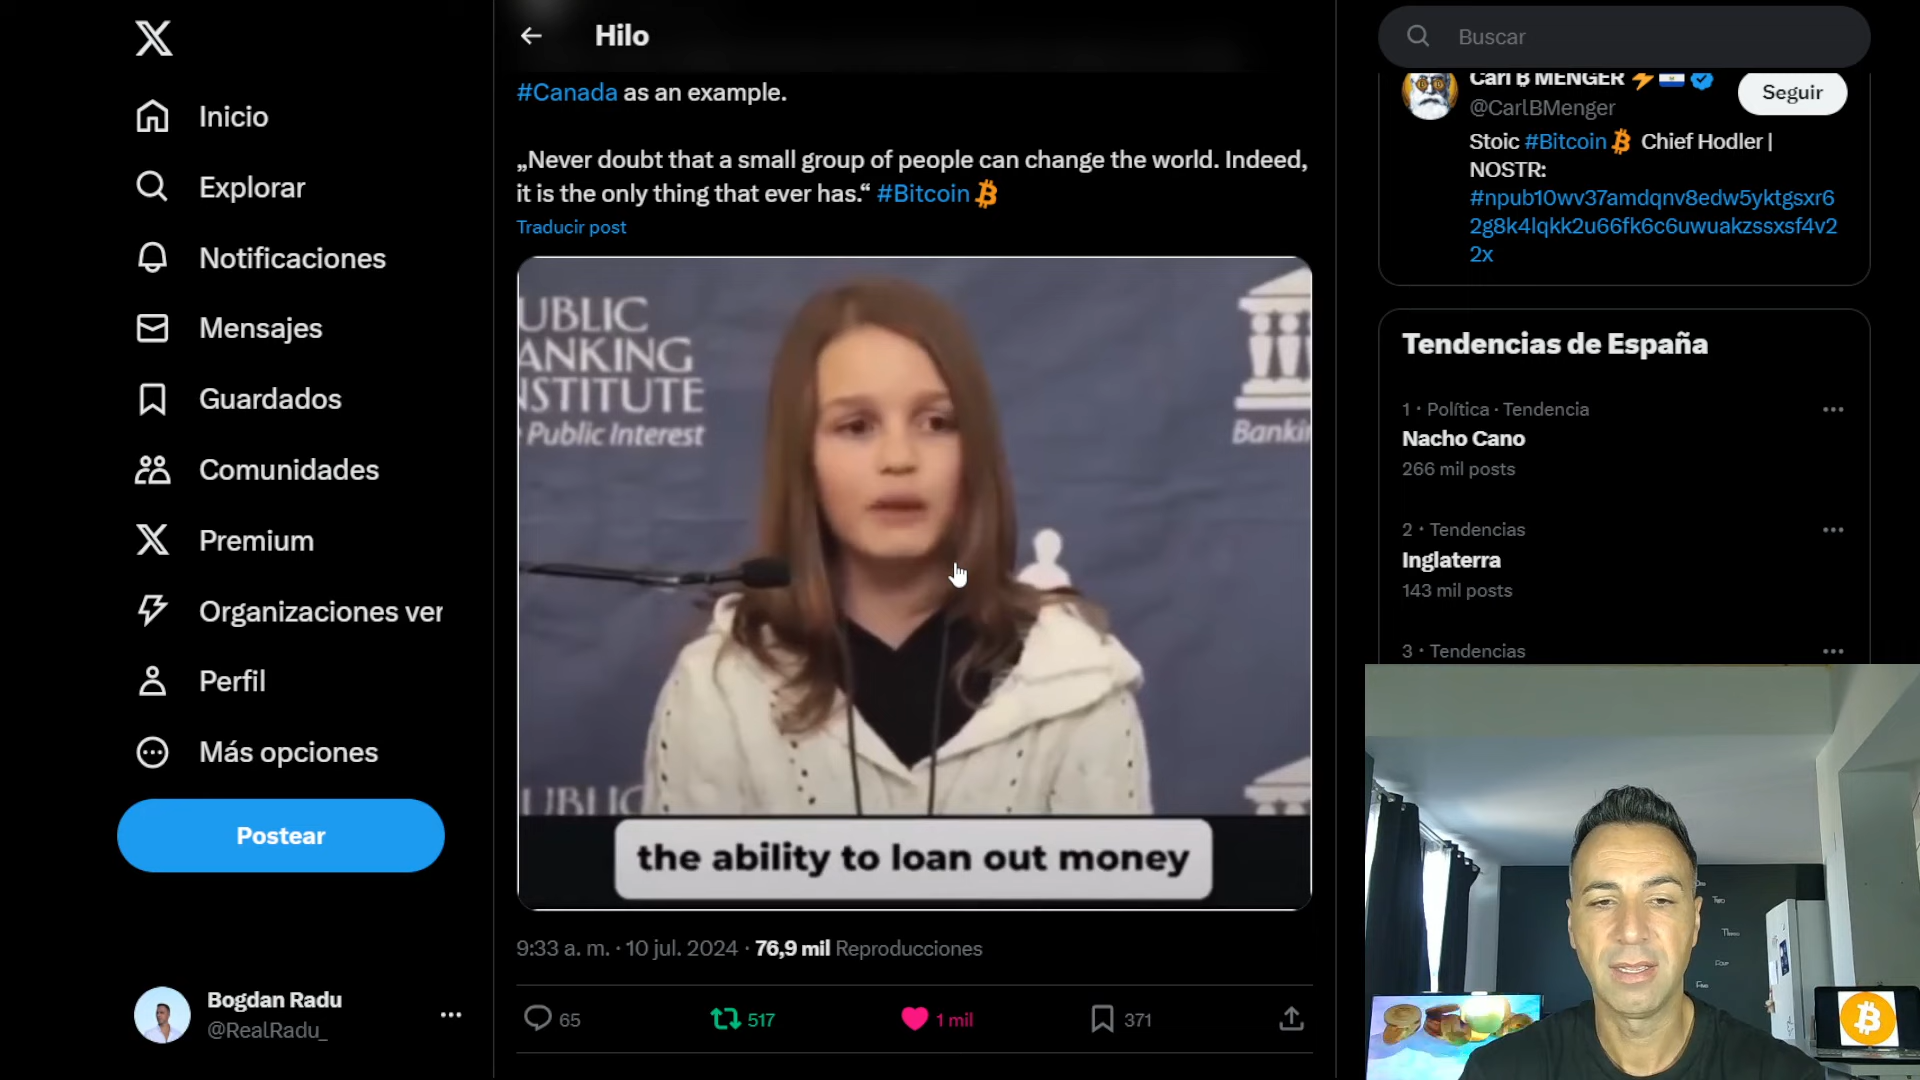 Inicio
Explorar
Notificaciones
Mensajes
Guardados
Comunidades
Premium
Organizaciones ver
Perfil
Más opciones
Postear
Bogdan Radu
@RealRadu_
Hilo
#Canada as an example.
„Never doubt that a small group of people can change the world. Indeed,
it is the only thing that ever has.“ #Bitcoin
Traducir post
UBLIC
ANKING
NSTITUTE
Public Interest
Bankin
UBLIC
the ability to loan out money
9:33 a. m. · 10 jul. 2024 · 76,9 mil Reproducciones
65
517
1 mil
371
Buscar
Carl B MENGER
@CarlBMenger
Seguir
Stoic #Bitcoin Chief Hodler |
NOSTR:
#npub10wv37amdqnv8edw5yktgsxr6
2g8k4lqkk2u66fk6c6uwuakzssxsf4v2
2x
Tendencias de España
1 · Política · Tendencia
Nacho Cano
266 mil posts
2 · Tendencias
Inglaterra
143 mil posts
3 · Tendencias